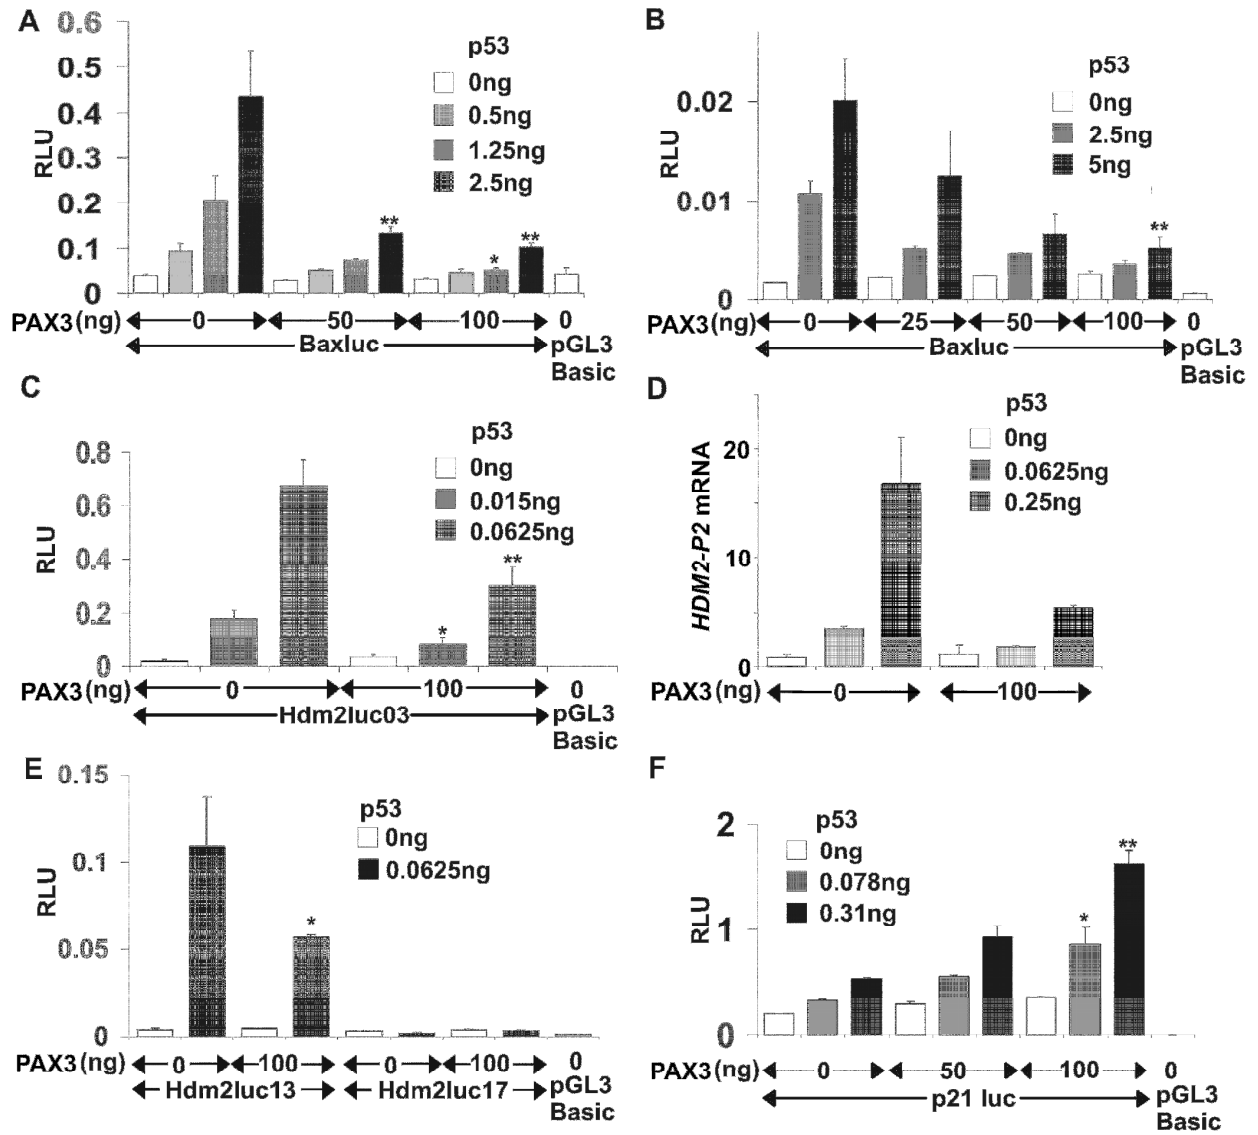 A
0.6
0.5
0.4
0.3
0.2
0.1
0
RLU
p53
0ng
0.5ng
1.25ng
2.5ng
**
*
**
PAX3(ng)
0
50
100
0
Baxluc
pGL3
Basic
B
0.02
0.01
0
RLU
p53
0ng
2.5ng
5ng
**
PAX3(ng)
0
25
50
100
0
Baxluc
pGL3
Basic
C
0.8
0.6
0.4
0.2
0
RLU
p53
0ng
0.015ng
0.0625ng
*
**
PAX3(ng)
0
100
0
Hdm2luc03
pGL3
Basic
D
20
10
0
HDM2-P2 mRNA
p53
0ng
0.0625ng
0.25ng
PAX3(ng)
0
100
E
0.15
0.1
0.05
0
RLU
p53
0ng
0.0625ng
*
PAX3(ng)
0
100
0
100
0
Hdm2luc13
Hdm2luc17
pGL3
Basic
F
2
1
0
RLU
p53
0ng
0.078ng
0.31ng
*
**
PAX3(ng)
0
50
100
0
p21 luc
pGL3
Basic